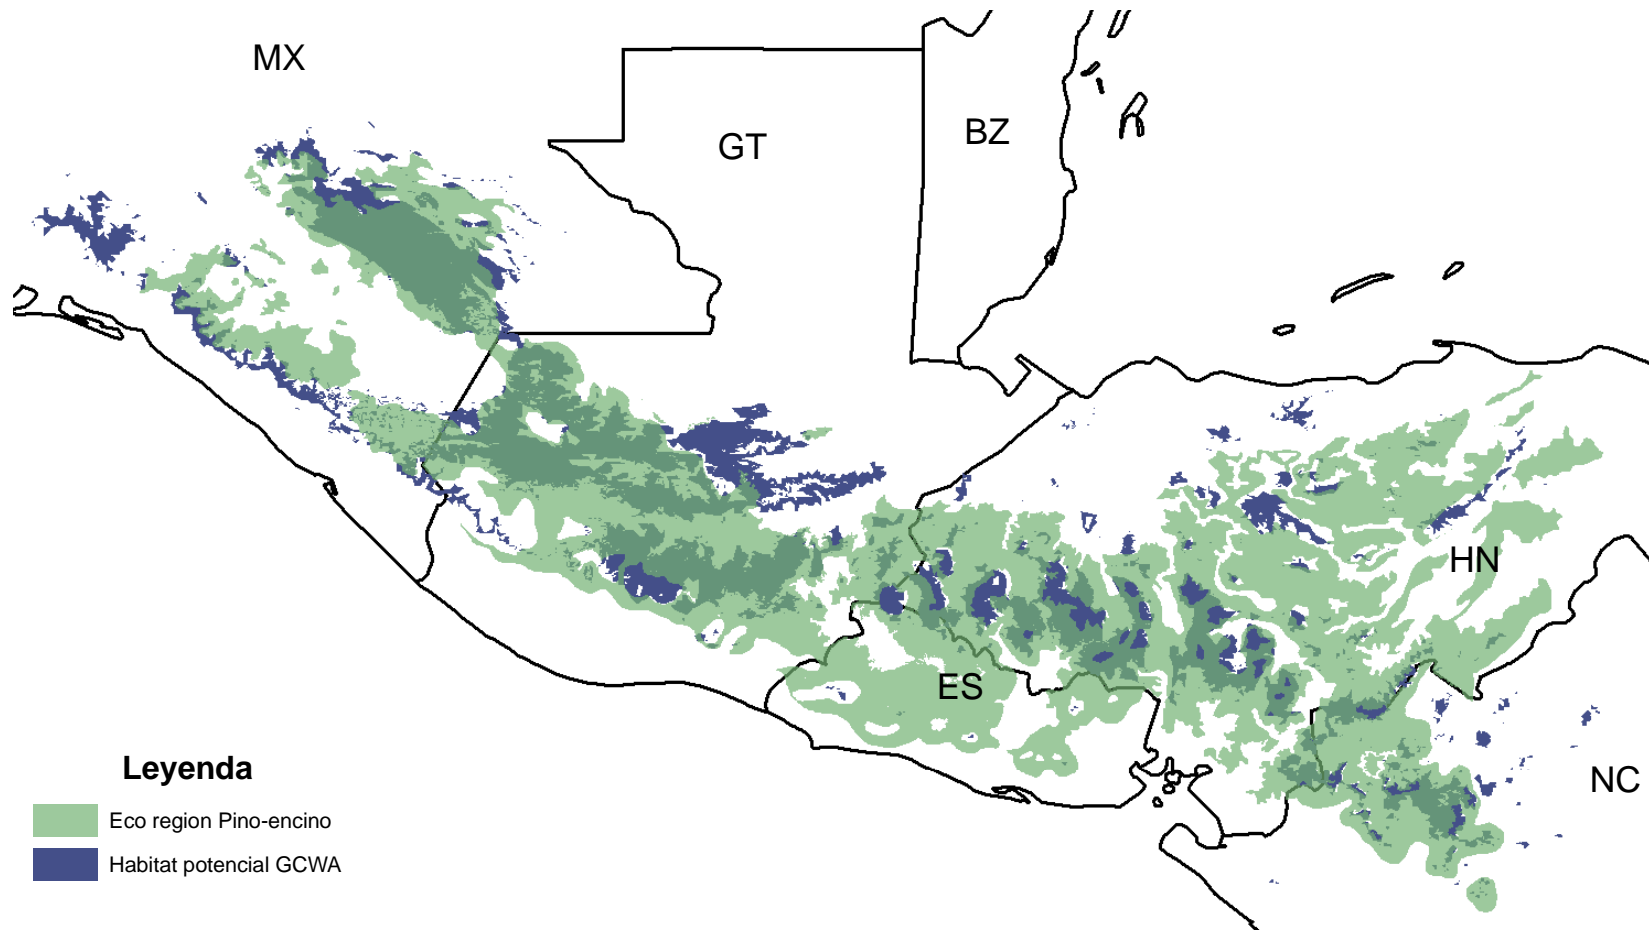 MX
GT
BZ
HN
ES
NC
Leyenda
Eco region Pino-encino
Habitat potencial GCWA